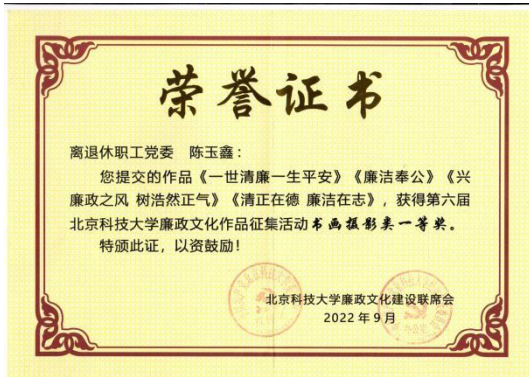 荣誉证书
离退休职工党委 陈玉鑫：
您提交的作品《一世清廉一生平安》《廉洁奉公》《兴
廉政之风 树浩然正气》《清正在德 廉洁在志》，获得第六届
北京科技大学廉政文化作品征集活动书画摄影类一等奖。
特颁此证，以资鼓励！
北京科技大学廉政文化建设联席会
2022年9月